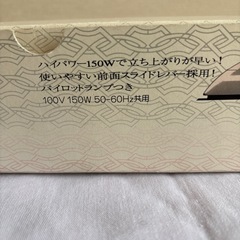 ハイパワー150Wで立ち上がりが早い！
使いやすい前面スライドレバー採用！
パイロットランプつき
100V 150W 50-60Hz共用